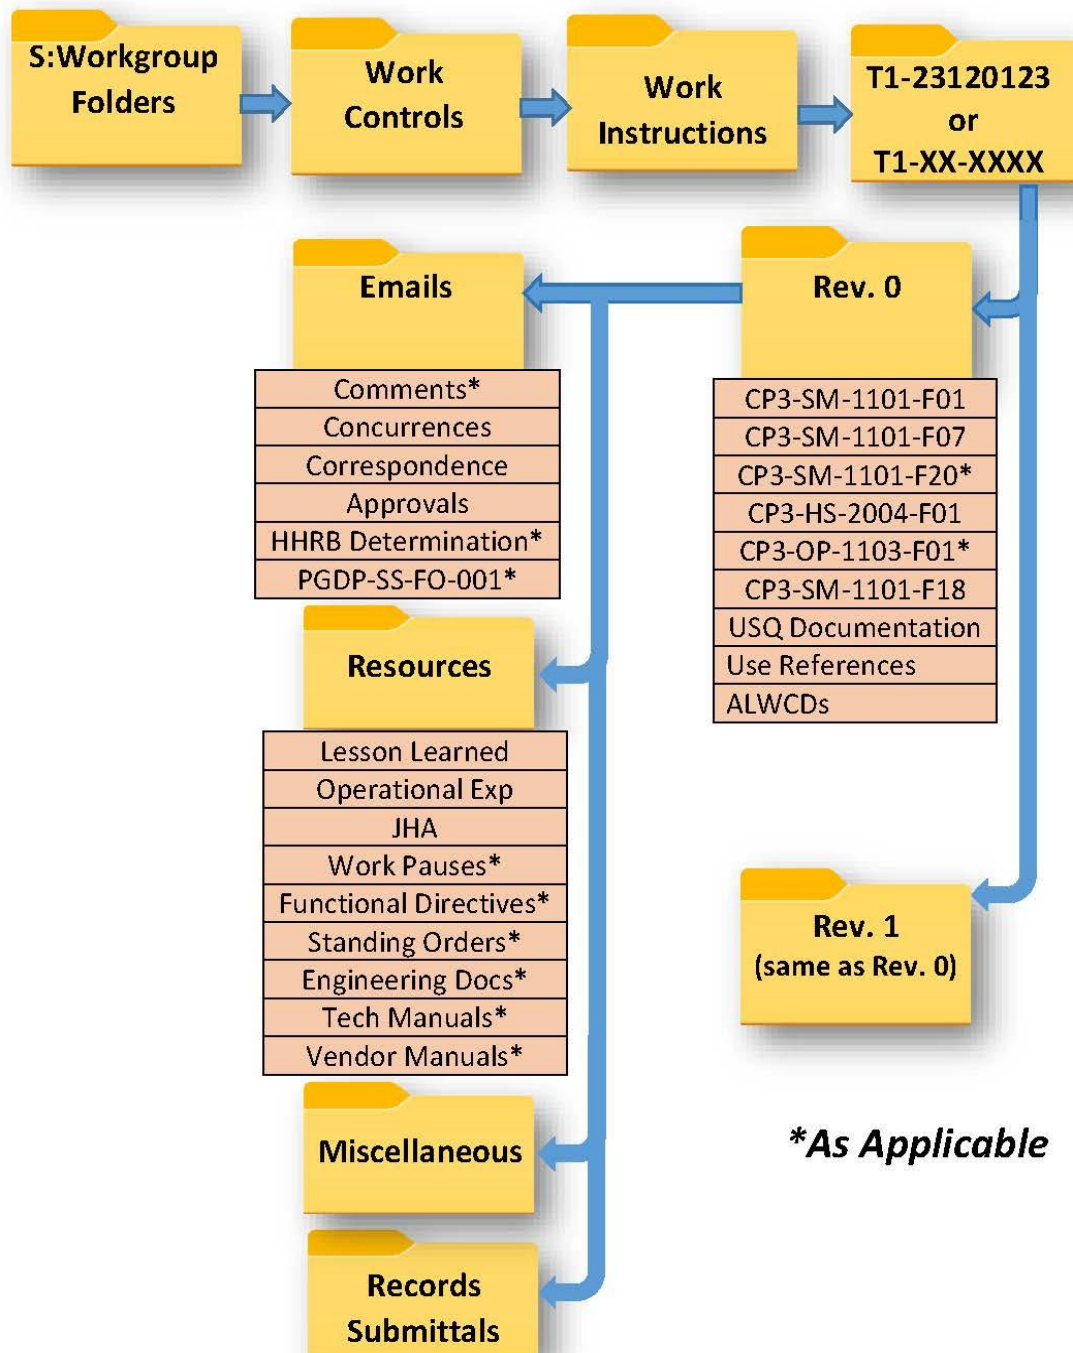 S:Workgroup
Folders
Work
Controls
Work
Instructions
T1-23120123
or
T1-XX-XXXX
Emails
Comments*
Concurrences
Correspondence
Approvals
HHRB Determination*
PGDP-SS-FO-001*
Rev. 0
CP3-SM-1101-F01
CP3-SM-1101-F07
CP3-SM-1101-F20*
CP3-HS-2004-F01
CP3-OP-1103-F01*
CP3-SM-1101-F18
USQ Documentation
Use References
ALWCDs
Resources
Lesson Learned
Operational Exp
JHA
Work Pauses*
Functional Directives*
Standing Orders*
Engineering Docs*
Tech Manuals*
Vendor Manuals*
Rev. 1
(same as Rev. 0)
Miscellaneous
*As Applicable
Records
Submittals